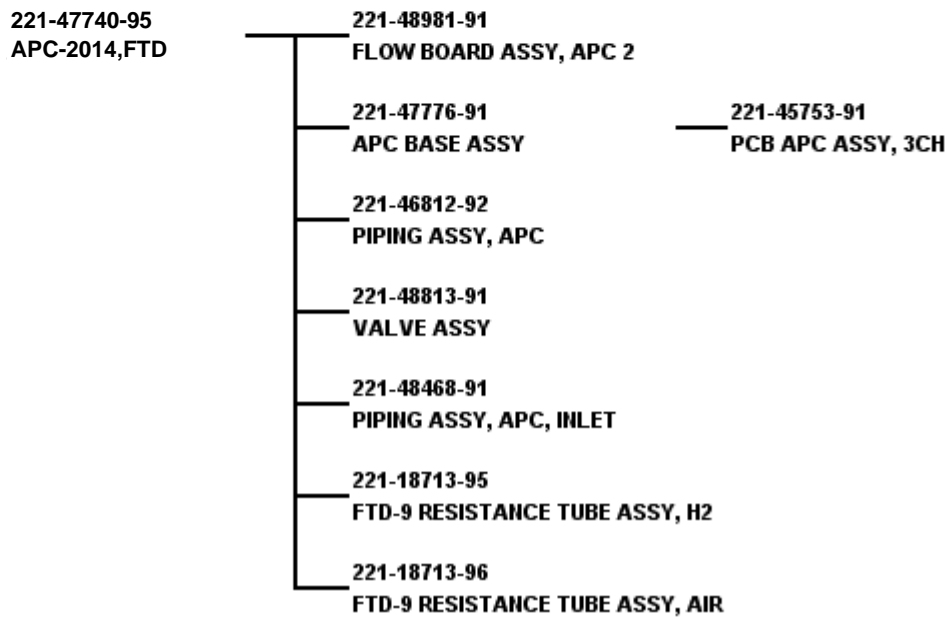 221-47740-95
APC-2014,FTD
221-48981-91
FLOW BOARD ASSY, APC 2
221-47776-91
APC BASE ASSY
221-45753-91
PCB APC ASSY, 3CH
221-46812-92
PIPING ASSY, APC
221-48813-91
VALVE ASSY
221-48468-91
PIPING ASSY, APC, INLET
221-18713-95
FTD-9 RESISTANCE TUBE ASSY, H2
221-18713-96
FTD-9 RESISTANCE TUBE ASSY, AIR